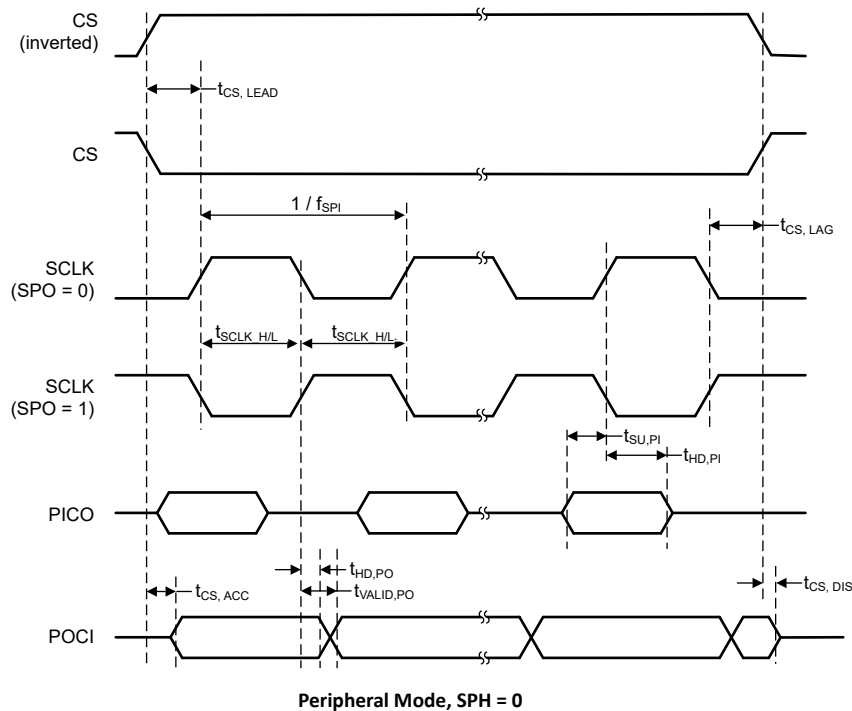 CS
(inverted)
tCS, LEAD
CS
1 / fSPI
tCS, LAG
SCLK
(SPO = 0)
tSCLK_H/L
tSCLK_H/L
SCLK
(SPO = 1)
tSU,PI
tHD,PI
PICO
tHD,PO
tVALID,PO
tCS, ACC
tCS, DIS
POCI
Peripheral Mode, SPH = 0